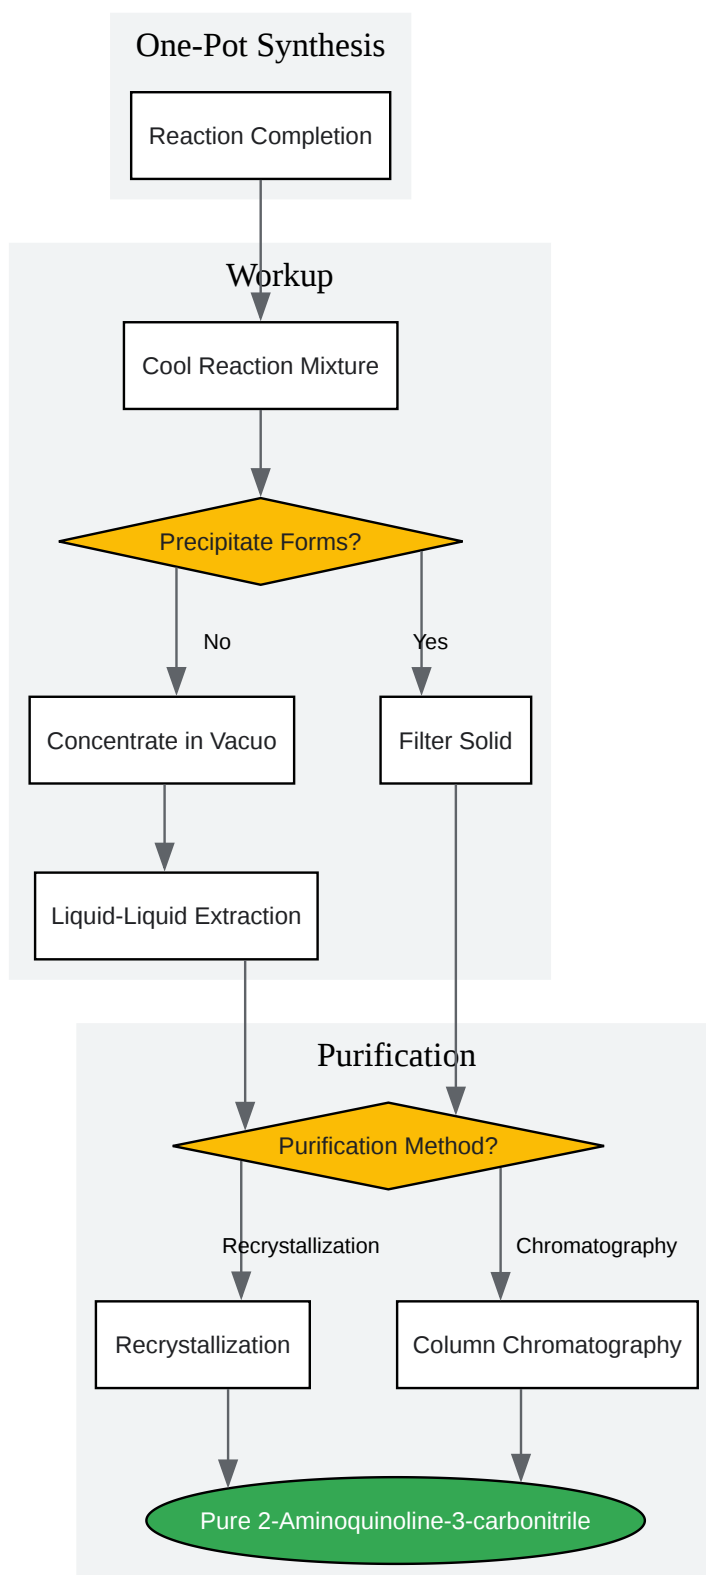 One-Pot Synthesis
Reaction Completion
Workup
Cool Reaction Mixture
Precipitate Forms?
No
Yes
Concentrate in Vacuo
Filter Solid
Liquid-Liquid Extraction
Purification
Purification Method?
Recrystallization
Chromatography
Recrystallization
Column Chromatography
Pure 2-Aminoquinoline-3-carbonitrile